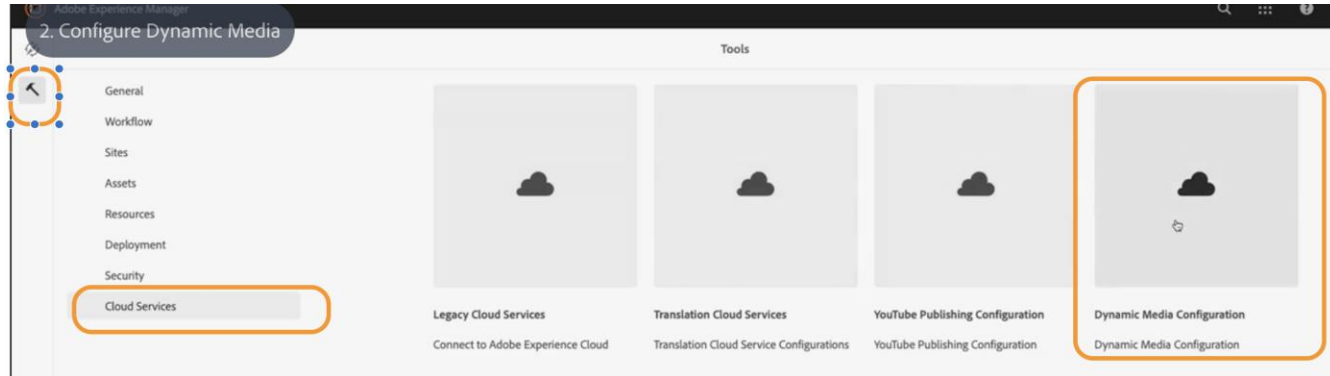 Adobe Experience Manager
2. Configure Dynamic Media
Tools
General
Workflow
Sites
Assets
Resources
Deployment
Security
Cloud Services
Legacy Cloud Services
Connect to Adobe Experience Cloud
Translation Cloud Services
Translation Cloud Service Configurations
YouTube Publishing Configuration
YouTube Publishing Configuration
Dynamic Media Configuration
Dynamic Media Configuration